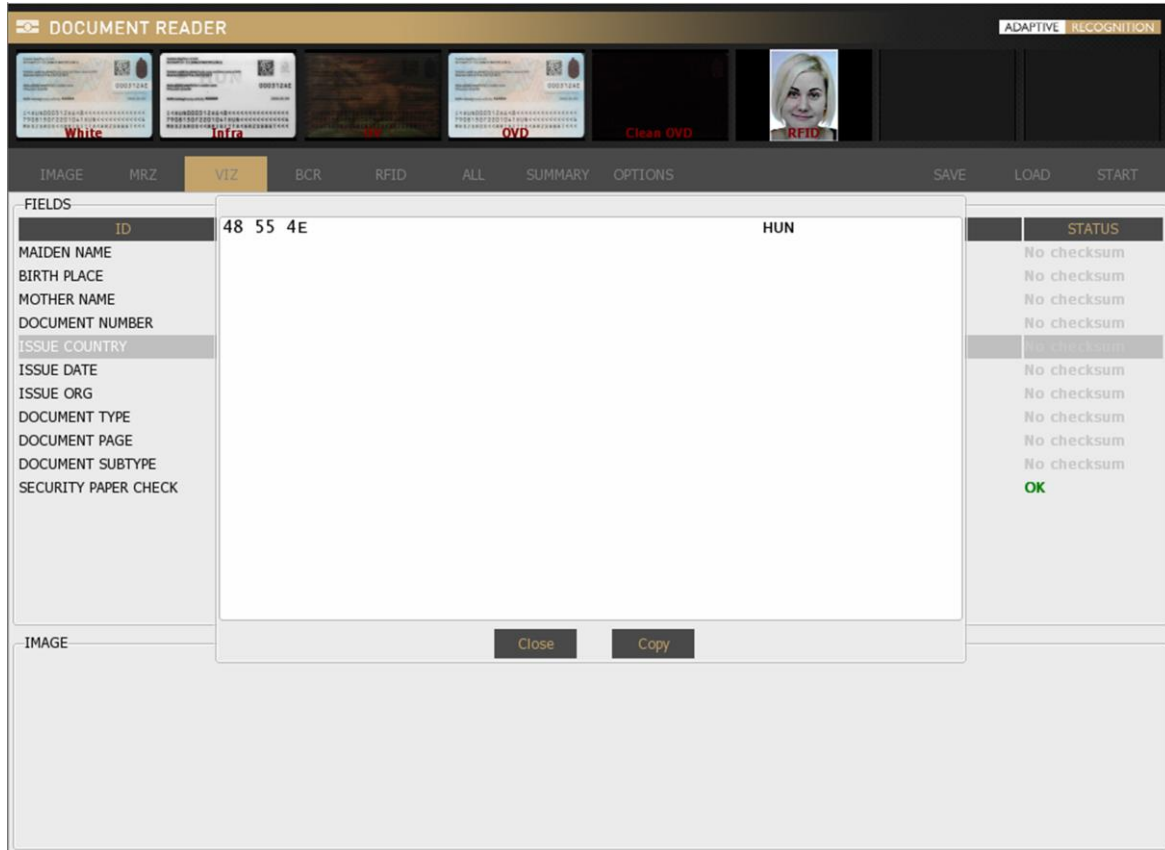 DOCUMENT READER
ADAPTIVE RECOGNITION
White
Infra
UV
OVD
Clean OVD
RFID
IMAGE MRZ VIZ BCR RFID ALL SUMMARY OPTIONS SAVE LOAD START
FIELDS
ID STATUS
48 55 4E HUN
MAIDEN NAME No checksum
BIRTH PLACE No checksum
MOTHER NAME No checksum
DOCUMENT NUMBER No checksum
ISSUE COUNTRY No checksum
ISSUE DATE No checksum
ISSUE ORG No checksum
DOCUMENT TYPE No checksum
DOCUMENT PAGE No checksum
DOCUMENT SUBTYPE No checksum
SECURITY PAPER CHECK OK
Close Copy
IMAGE